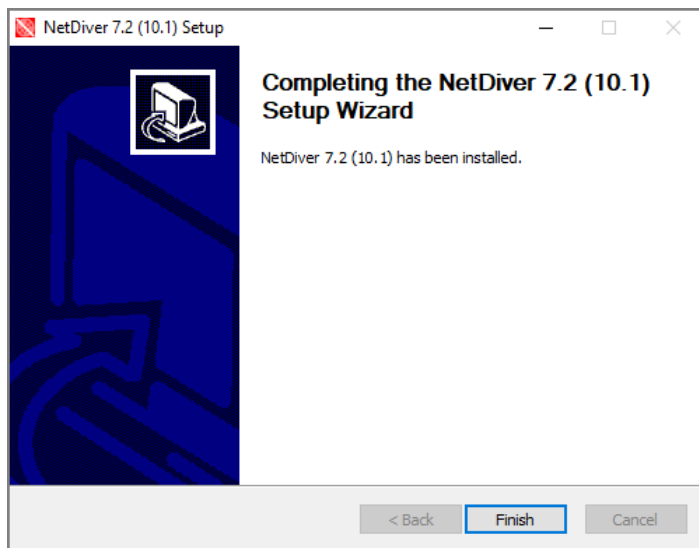 NetDiver 7.2 (10.1) Setup
Completing the NetDiver 7.2 (10.1)
Setup Wizard
NetDiver 7.2 (10.1) has been installed.
< Back
Finish
Cancel